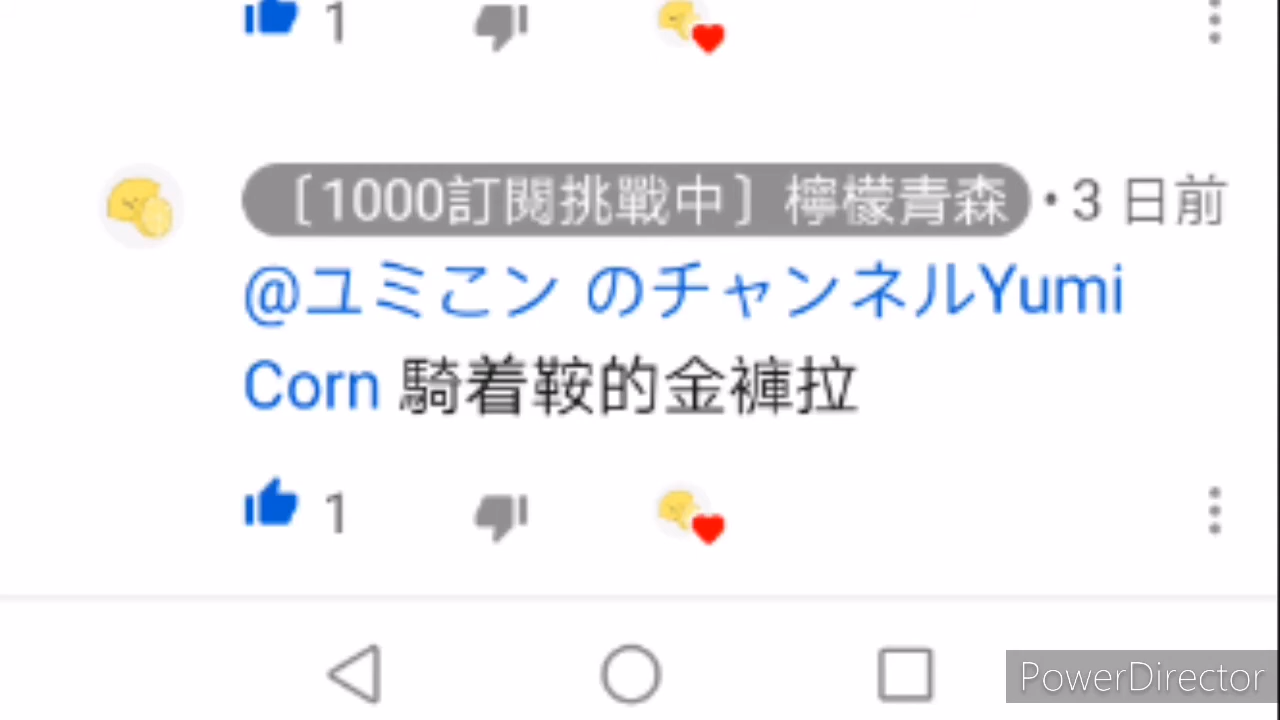 1
〔1000訂閱挑戰中〕檸檬青森 • 3 日前
@ユミこン のチャンネルYumi
Corn 騎着鞍的金褲拉
1
PowerDirector